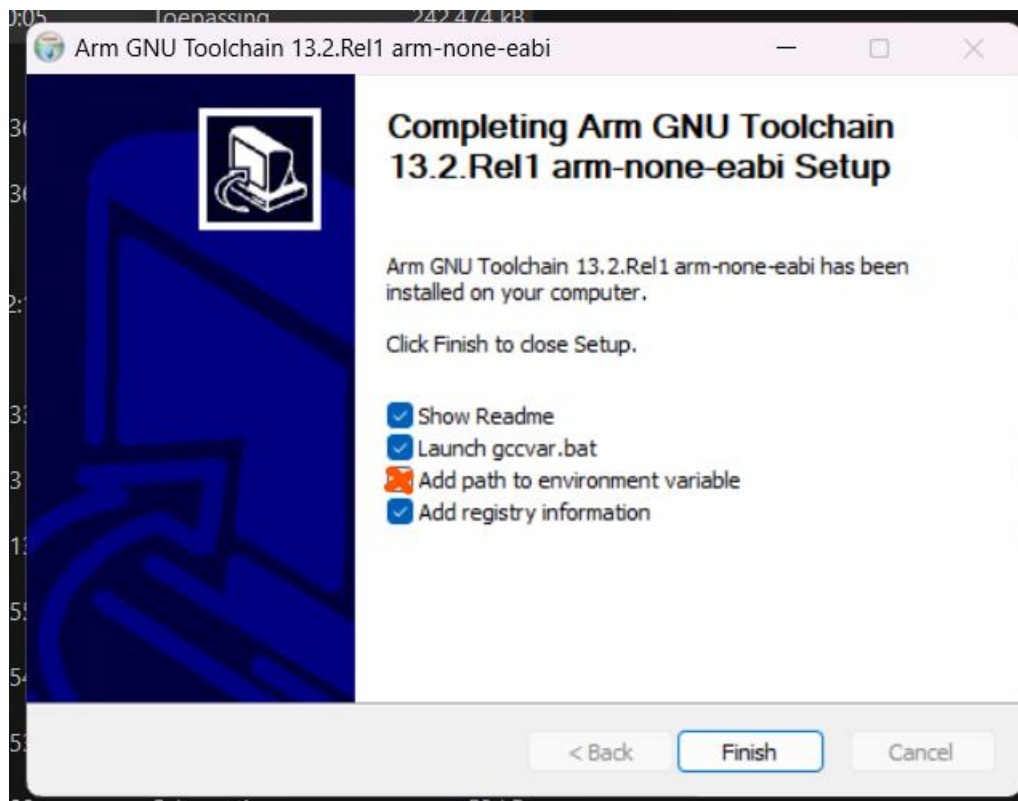 0:05 Toepassing 242.474 kB
Arm GNU Toolchain 13.2.Rel1 arm-none-eabi
Completing Arm GNU Toolchain
13.2.Rel1 arm-none-eabi Setup
Arm GNU Toolchain 13.2.Rel1 arm-none-eabi has been
installed on your computer.
Click Finish to close Setup.
Show Readme
Launch gccvar.bat
Add path to environment variable
Add registry information
< Back Finish Cancel